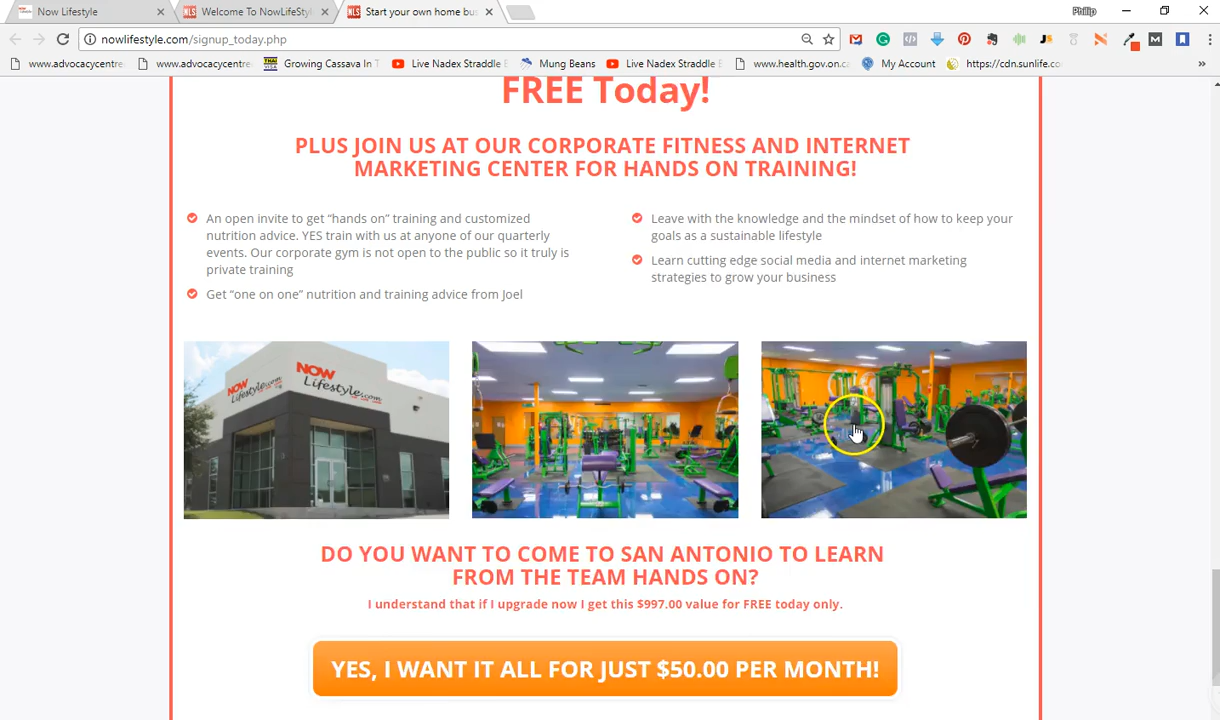 Now Lifestyle
Welcome To NowLifeStyl
Start your own home bus
Philip
nowlifestyle.com/signup_today.php
www.advocacycentre
www.advocacycentre
Growing Cassava In T
Live Nadex Straddle E
Mung Beans
Live Nadex Straddle E
www.health.gov.on.ca
My Account
https://cdn.sunlife.co
FREE Today!
PLUS JOIN US AT OUR CORPORATE FITNESS AND INTERNET
MARKETING CENTER FOR HANDS ON TRAINING!
An open invite to get “hands on” training and customized
nutrition advice. YES train with us at anyone of our quarterly
events. Our corporate gym is not open to the public so it truly is
private training
Get “one on one” nutrition and training advice from Joel
Leave with the knowledge and the mindset of how to keep your
goals as a sustainable lifestyle
Learn cutting edge social media and internet marketing
strategies to grow your business
NOW
Lifestyle.com
NOW
Lifestyle.com
DO YOU WANT TO COME TO SAN ANTONIO TO LEARN
FROM THE TEAM HANDS ON?
I understand that if I upgrade now I get this $997.00 value for FREE today only.
YES, I WANT IT ALL FOR JUST $50.00 PER MONTH!